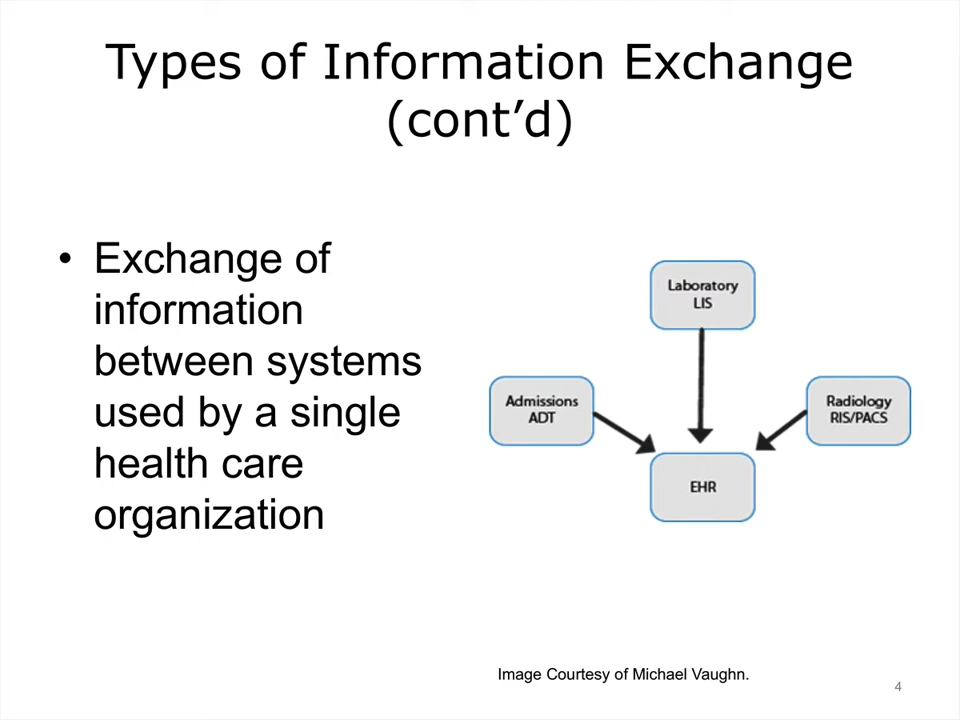 Types of Information Exchange
(cont’d)
• Exchange of
information
between systems
used by a single
health care
organization
Laboratory
LIS
Admissions
ADT
Radiology
RIS/PACS
EHR
Image Courtesy of Michael Vaughn.
4